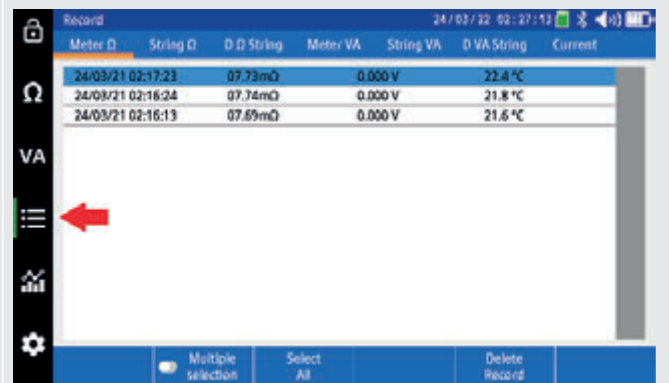 Record 24/03/22 02:27:13
Meter Ω String Ω D Ω String Meter VA String VA D VA String Current
24/03/21 02:17:23 07.73mΩ 0.000 V 22.4 ℃
Ω 24/03/21 02:16:24 07.74mΩ 0.000 V 21.8 ℃
24/03/21 02:16:13 07.69mΩ 0.000 V 21.6 ℃
VA
Multiple selection Select All Delete Record